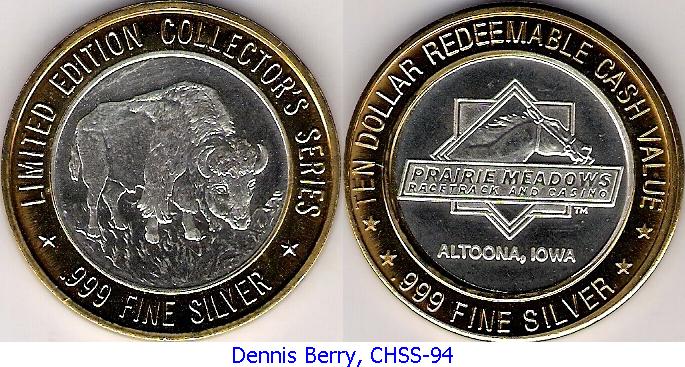 LIMITED EDITION COLLECTOR'S SERIES
.999 FINE SILVER
TEN DOLLAR REDEEMABLE CASH VALUE
PRAIRIE MEADOWS
RACETRACK AND CASINO
TM
ALTOONA, IOWA
.999 FINE SILVER
Dennis Berry, CHSS-94